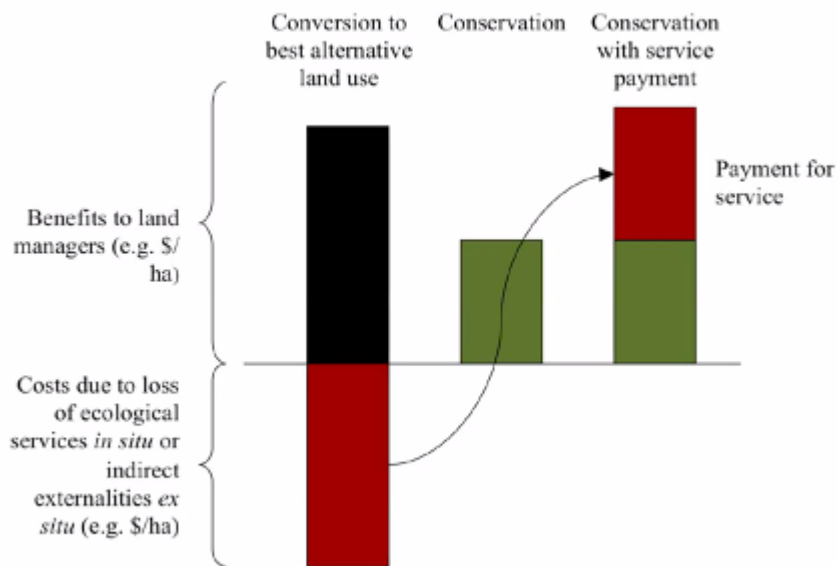 Conversion to
best alternative
land use
Conservation
Conservation
with service
payment
Payment for
service
Benefits to land
managers (e.g. $/
ha)
Costs due to loss
of ecological
services in situ or
indirect
externalities ex
situ (e.g. $/ha)